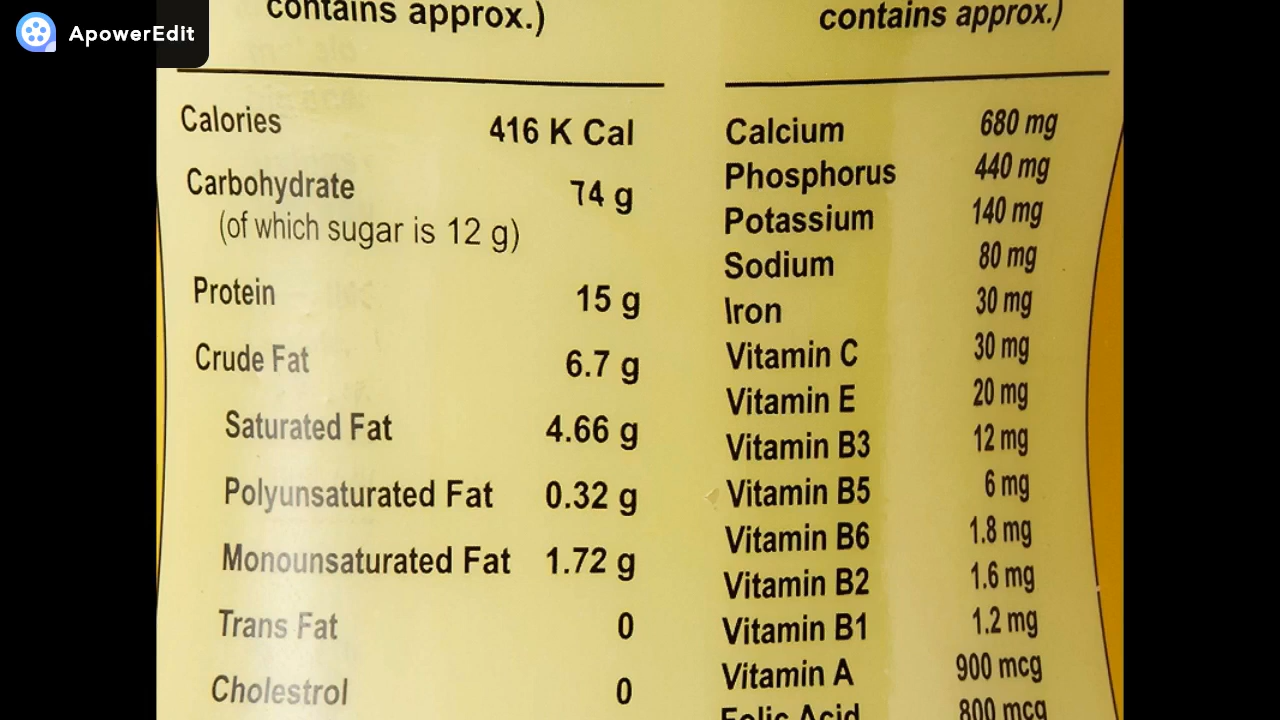 ApowerEdit
contains approx.)
Calories 416 K Cal
Carbohydrate 74 g
(of which sugar is 12 g)
Protein 15 g
Crude Fat 6.7 g
Saturated Fat 4.66 g
Polyunsaturated Fat 0.32 g
Monounsaturated Fat 1.72 g
Trans Fat 0
Cholestrol 0
contains approx.)
Calcium 680 mg
Phosphorus 440 mg
Potassium 140 mg
Sodium 80 mg
Iron 30 mg
Vitamin C 30 mg
Vitamin E 20 mg
Vitamin B3 12 mg
Vitamin B5 6 mg
Vitamin B6 1.8 mg
Vitamin B2 1.6 mg
Vitamin B1 1.2 mg
Vitamin A 900 mcg
Folic Acid 800 mcg